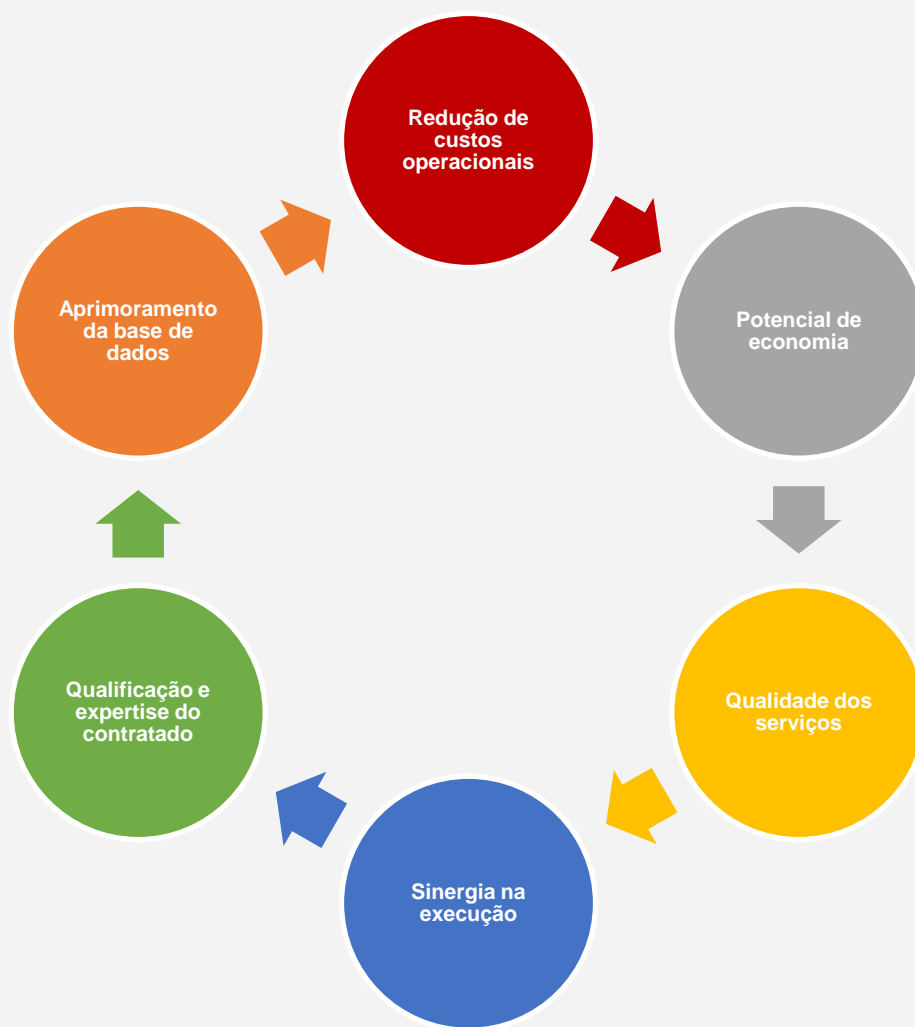 Redução de
custos
operacionais
Potencial de
economia
Qualidade dos
serviços
Sinergia na
execução
Qualificação e
expertise do
contratado
Aprimoramento
da base de
dados